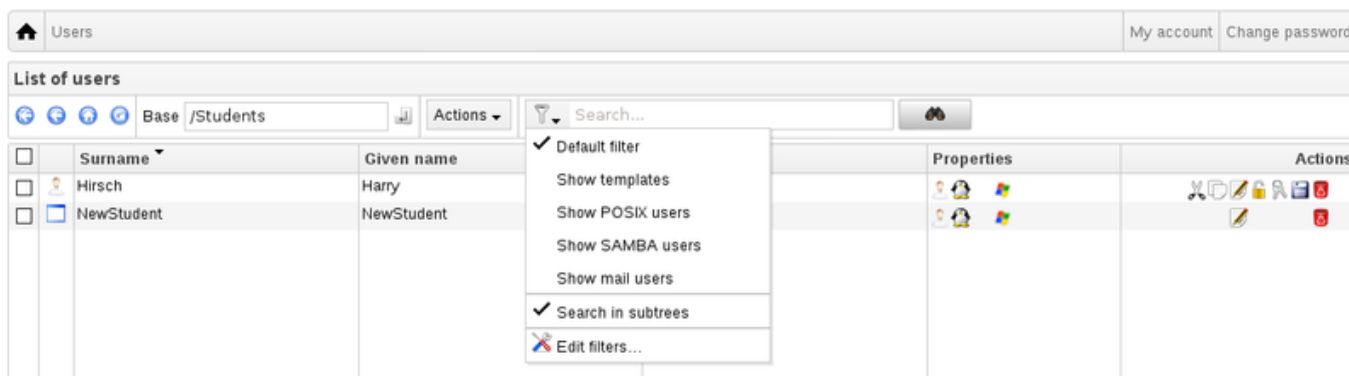 Users My account Change password
List of users
Base /Students Actions Search...
Surname Given name Properties Actions
Default filter
Hirsch Harry
Show templates
NewStudent NewStudent
Show POSIX users
Show SAMBA users
Show mail users
Search in subtrees
Edit filters...